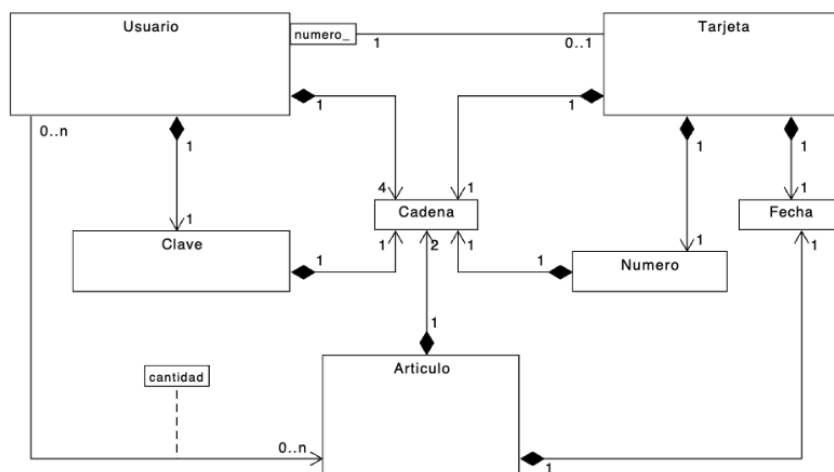 Usuario
Tarjeta
numero_
1
0..1
1
1
0..n
1
1
1
4
1
1
1
Cadena
Fecha
Clave
1
2
1
1
1
1
1
Numero
1
Articulo
cantidad
0..n
1